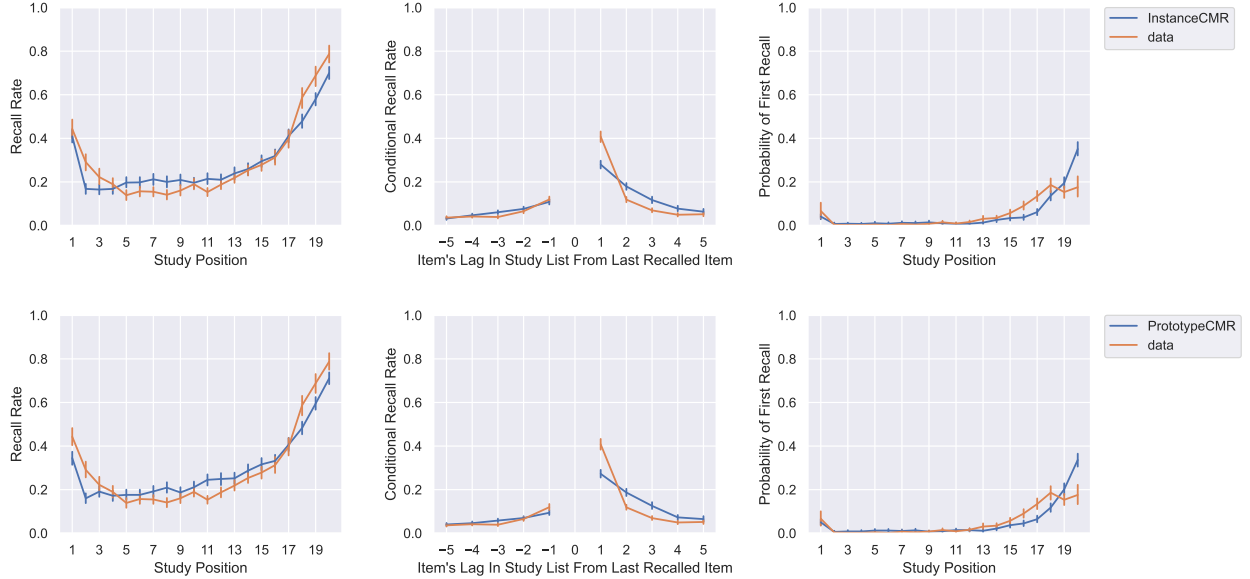 1.0
0.8
0.6
0.4
0.2
0.0
Recall Rate
1 3 5 7 9 11 13 15 17 19
Study Position
1.0
0.8
0.6
0.4
0.2
0.0
Conditional Recall Rate
−5 −4 −3 −2 −1 0 1 2 3 4 5
Item's Lag In Study List From Last Recalled Item
1.0
0.8
0.6
0.4
0.2
0.0
Probability of First Recall
1 3 5 7 9 11 13 15 17 19
Study Position
InstanceCMR
data
1.0
0.8
0.6
0.4
0.2
0.0
Recall Rate
1 3 5 7 9 11 13 15 17 19
Study Position
1.0
0.8
0.6
0.4
0.2
0.0
Conditional Recall Rate
−5 −4 −3 −2 −1 0 1 2 3 4 5
Item's Lag In Study List From Last Recalled Item
1.0
0.8
0.6
0.4
0.2
0.0
Probability of First Recall
1 3 5 7 9 11 13 15 17 19
Study Position
PrototypeCMR
data